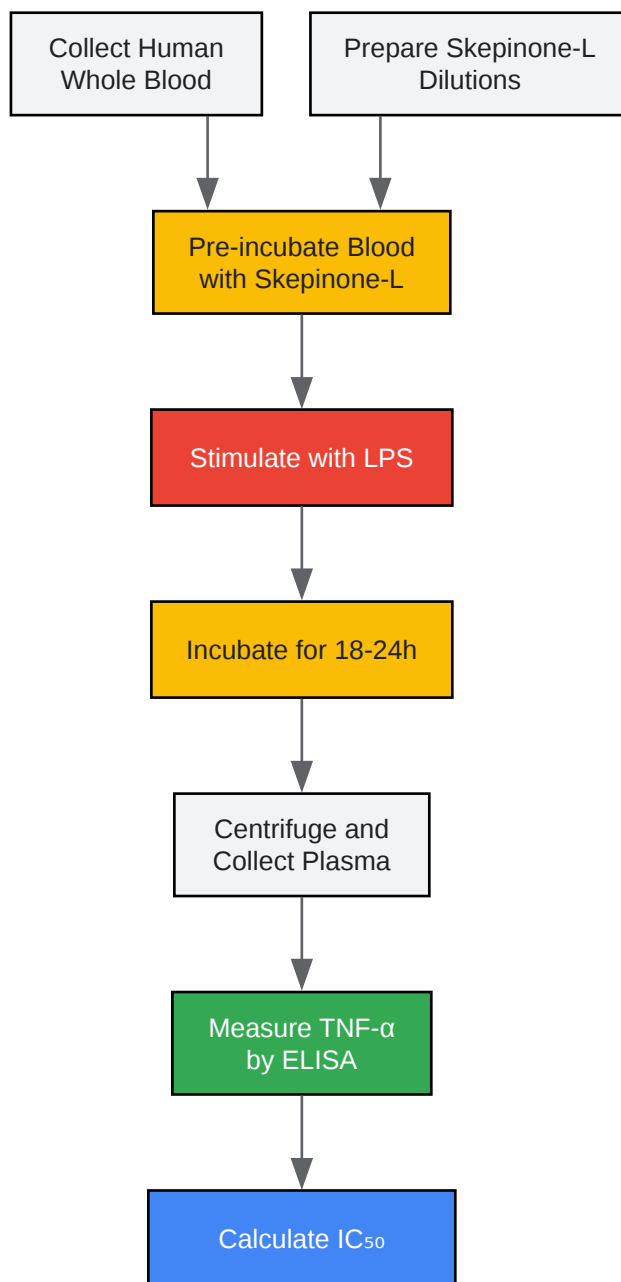 Collect Human
Whole Blood
Prepare Skepinone-L
Dilutions
Pre-incubate Blood
with Skepinone-L
Stimulate with LPS
Incubate for 18-24h
Centrifuge and
Collect Plasma
Measure TNF-α
by ELISA
Calculate IC₅₀